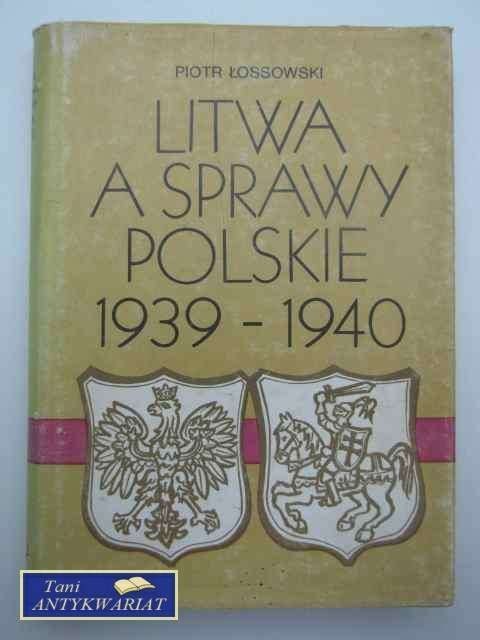 PIOTR ŁOSSOWSKI
LITWA
A SPRAWY
POLSKIE
1939 - 1940
Tani
ANTYKWARIAT